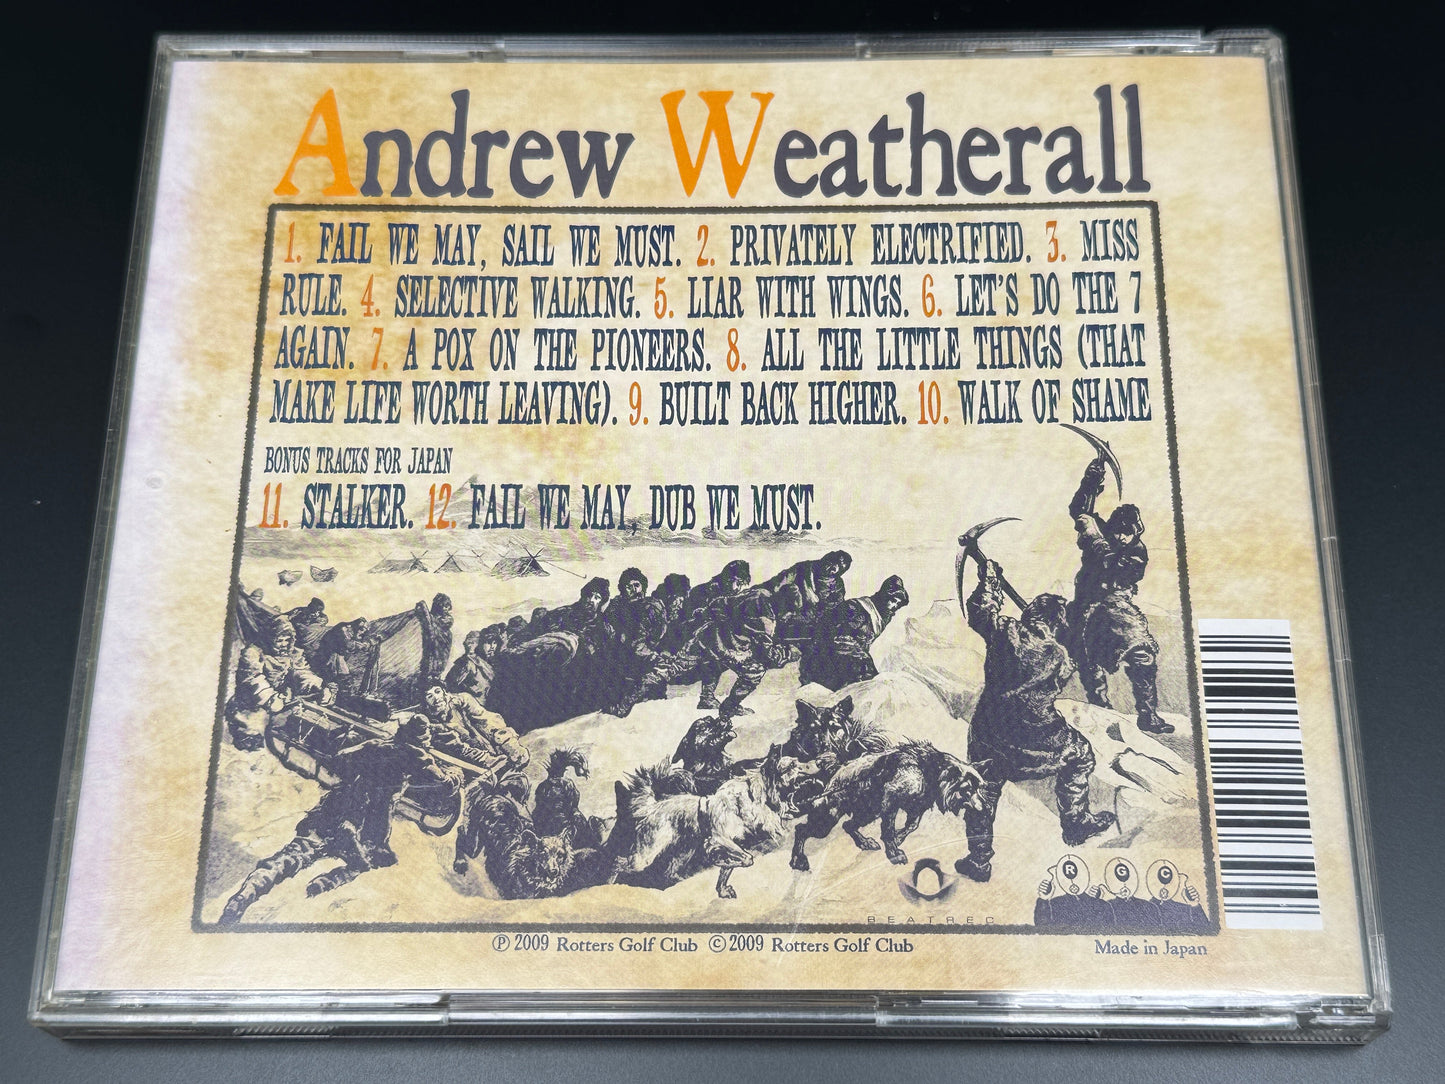 Andrew Weatherall
1. FAIL WE MAY, SAIL WE MUST. 2. PRIVATELY ELECTRIFIED. 3. MISS
RULE. 4. SELECTIVE WALKING. 5. LIAR WITH WINGS. 6. LET'S DO THE 7
AGAIN. 7. A POX ON THE PIONEERS. 8. ALL THE LITTLE THINGS (THAT
MAKE LIFE WORTH LEAVING). 9. BUILT BACK HIGHER. 10. WALK OF SHAME
BONUS TRACKS FOR JAPAN
11. STALKER. 12. FAIL WE MAY, DUB WE MUST.
R G C
BEATREC
℗ 2009 Rotters Golf Club © 2009 Rotters Golf Club
Made in Japan